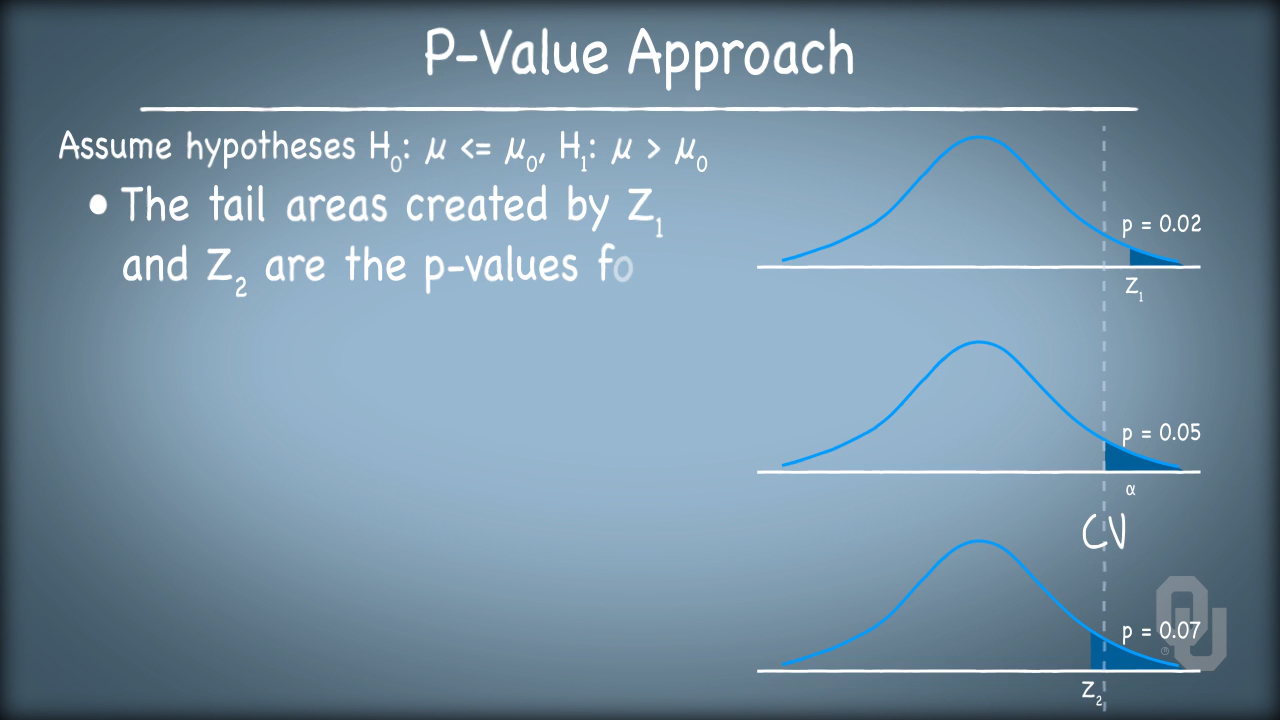 P-Value Approach
Assume hypotheses H₀: μ <= μ₀, H₁: μ > μ₀
• The tail areas created by Z₁
and Z₂ are the p-values fo
p = 0.02
Z₁
p = 0.05
α
CV
p = 0.07
Z₂
OU